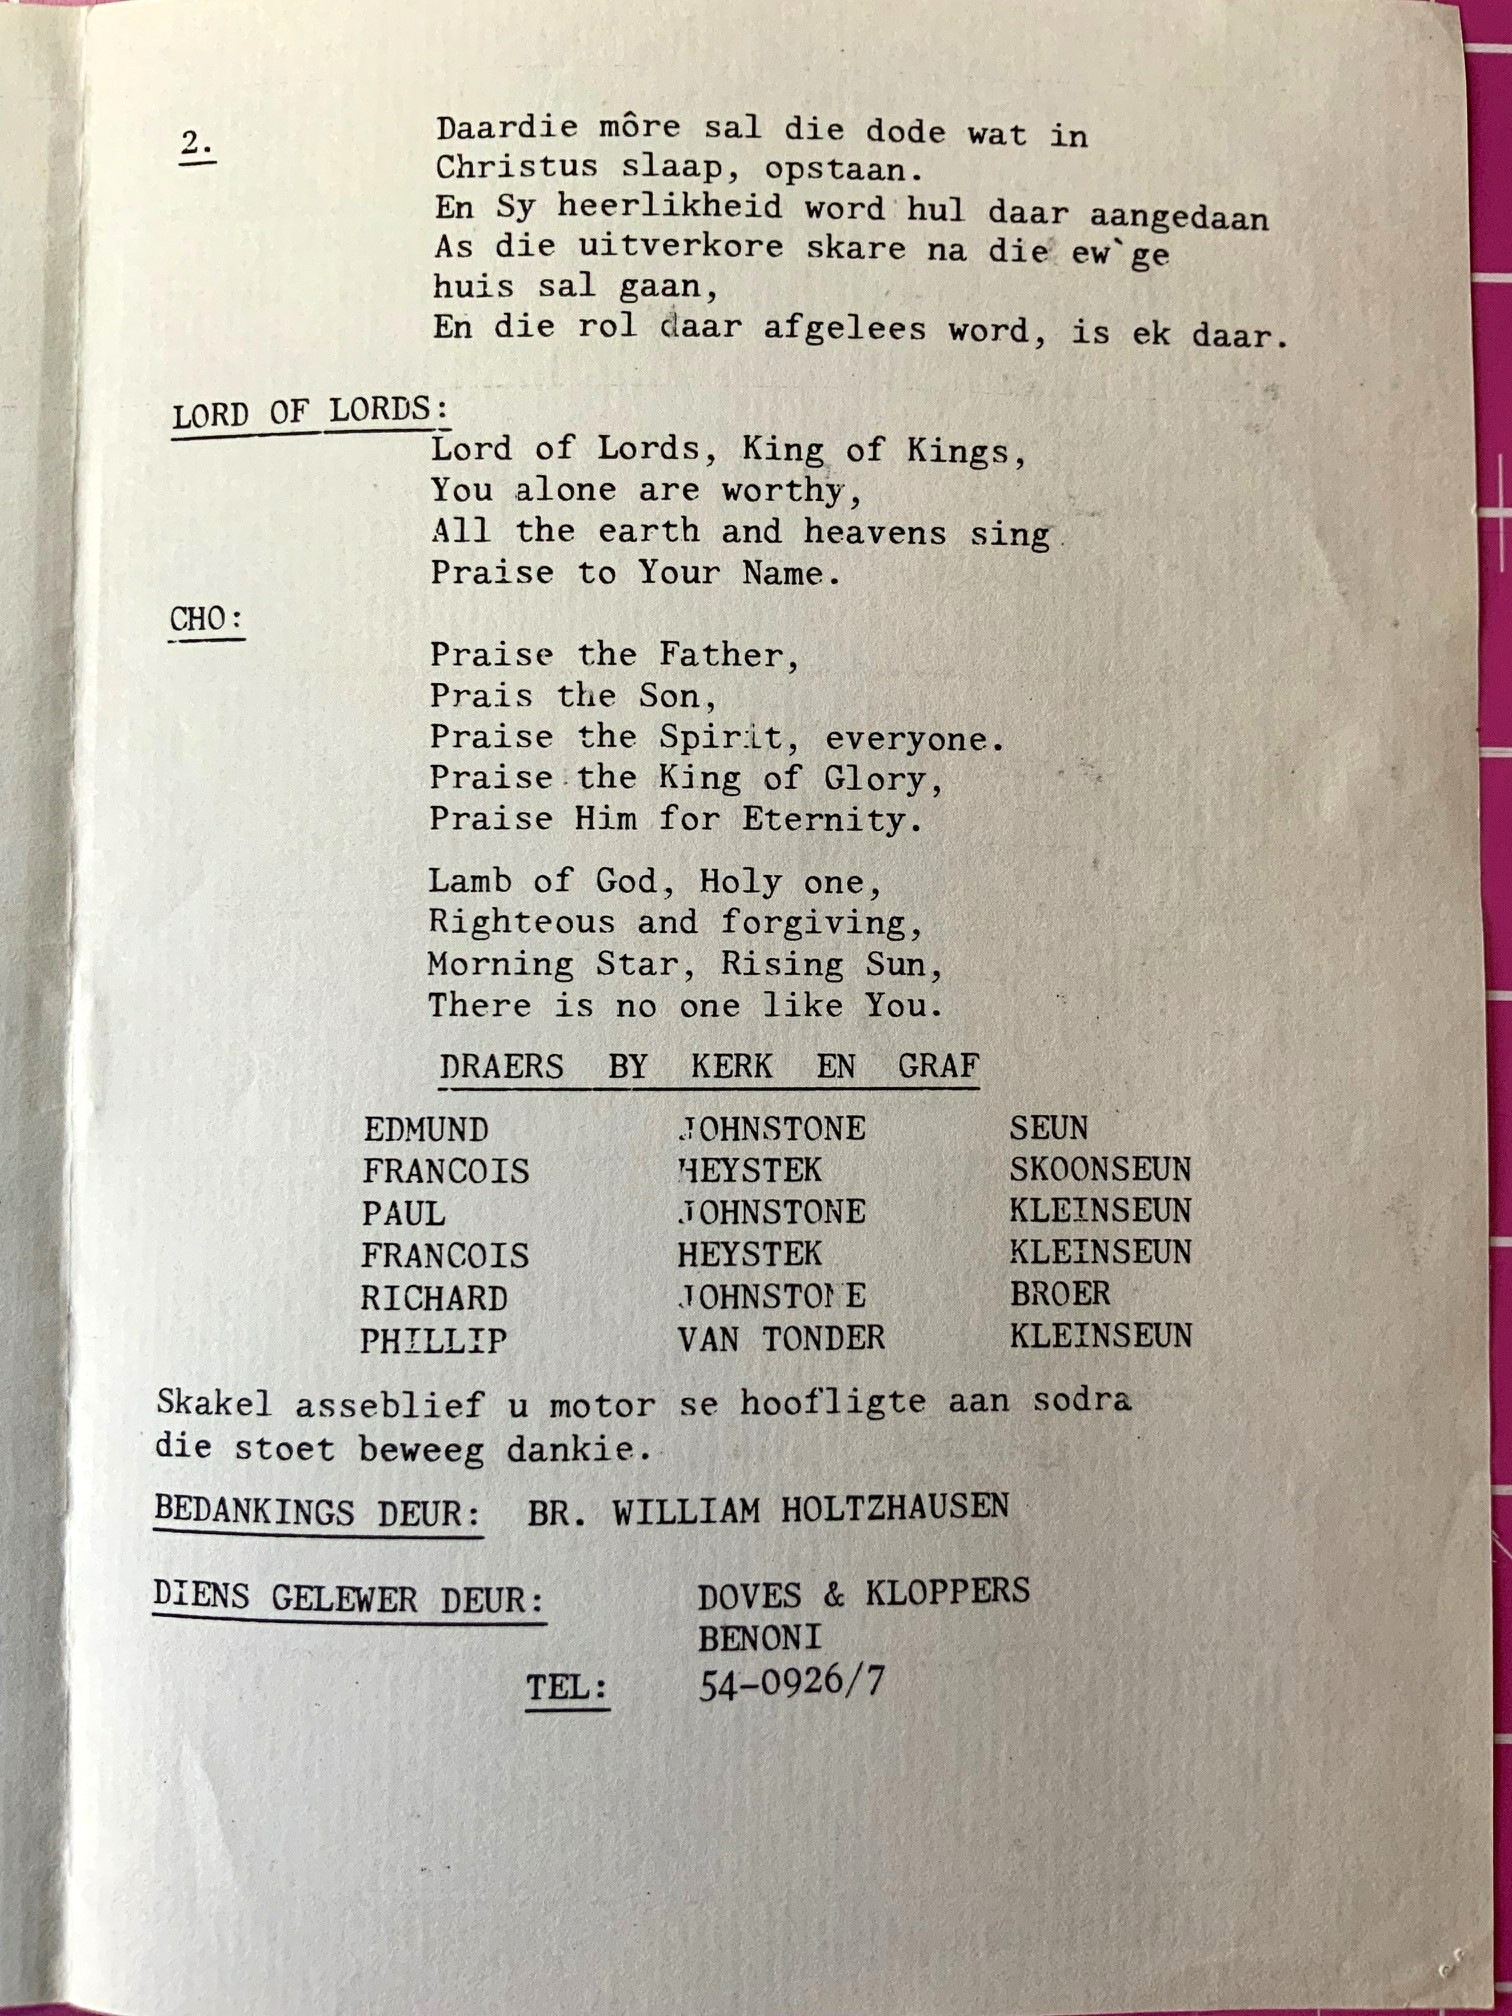 2. Daardie môre sal die dode wat in
Christus slaap, opstaan.
En Sy heerlikheid word hul daar aangedaan
As die uitverkore skare na die ew`ge
huis sal gaan,
En die rol daar afgelees word, is ek daar.
LORD OF LORDS:
Lord of Lords, King of Kings,
You alone are worthy,
All the earth and heavens sing
Praise to Your Name.
CHO:
Praise the Father,
Prais the Son,
Praise the Spirit, everyone.
Praise the King of Glory,
Praise Him for Eternity.
Lamb of God, Holy one,
Righteous and forgiving,
Morning Star, Rising Sun,
There is no one like You.
DRAERS BY KERK EN GRAF
EDMUND JOHNSTONE SEUN
FRANCOIS HEYSTEK SKOONSEUN
PAUL JOHNSTONE KLEINSEUN
FRANCOIS HEYSTEK KLEINSEUN
RICHARD JOHNSTONE BROER
PHILLIP VAN TONDER KLEINSEUN
Skakel asseblief u motor se hoofligte aan sodra
die stoet beweeg dankie.
BEDANKINGS DEUR: BR. WILLIAM HOLTZHAUSEN
DIENS GELEWER DEUR: DOVES & KLOPPERS
BENONI
TEL: 54-0926/7